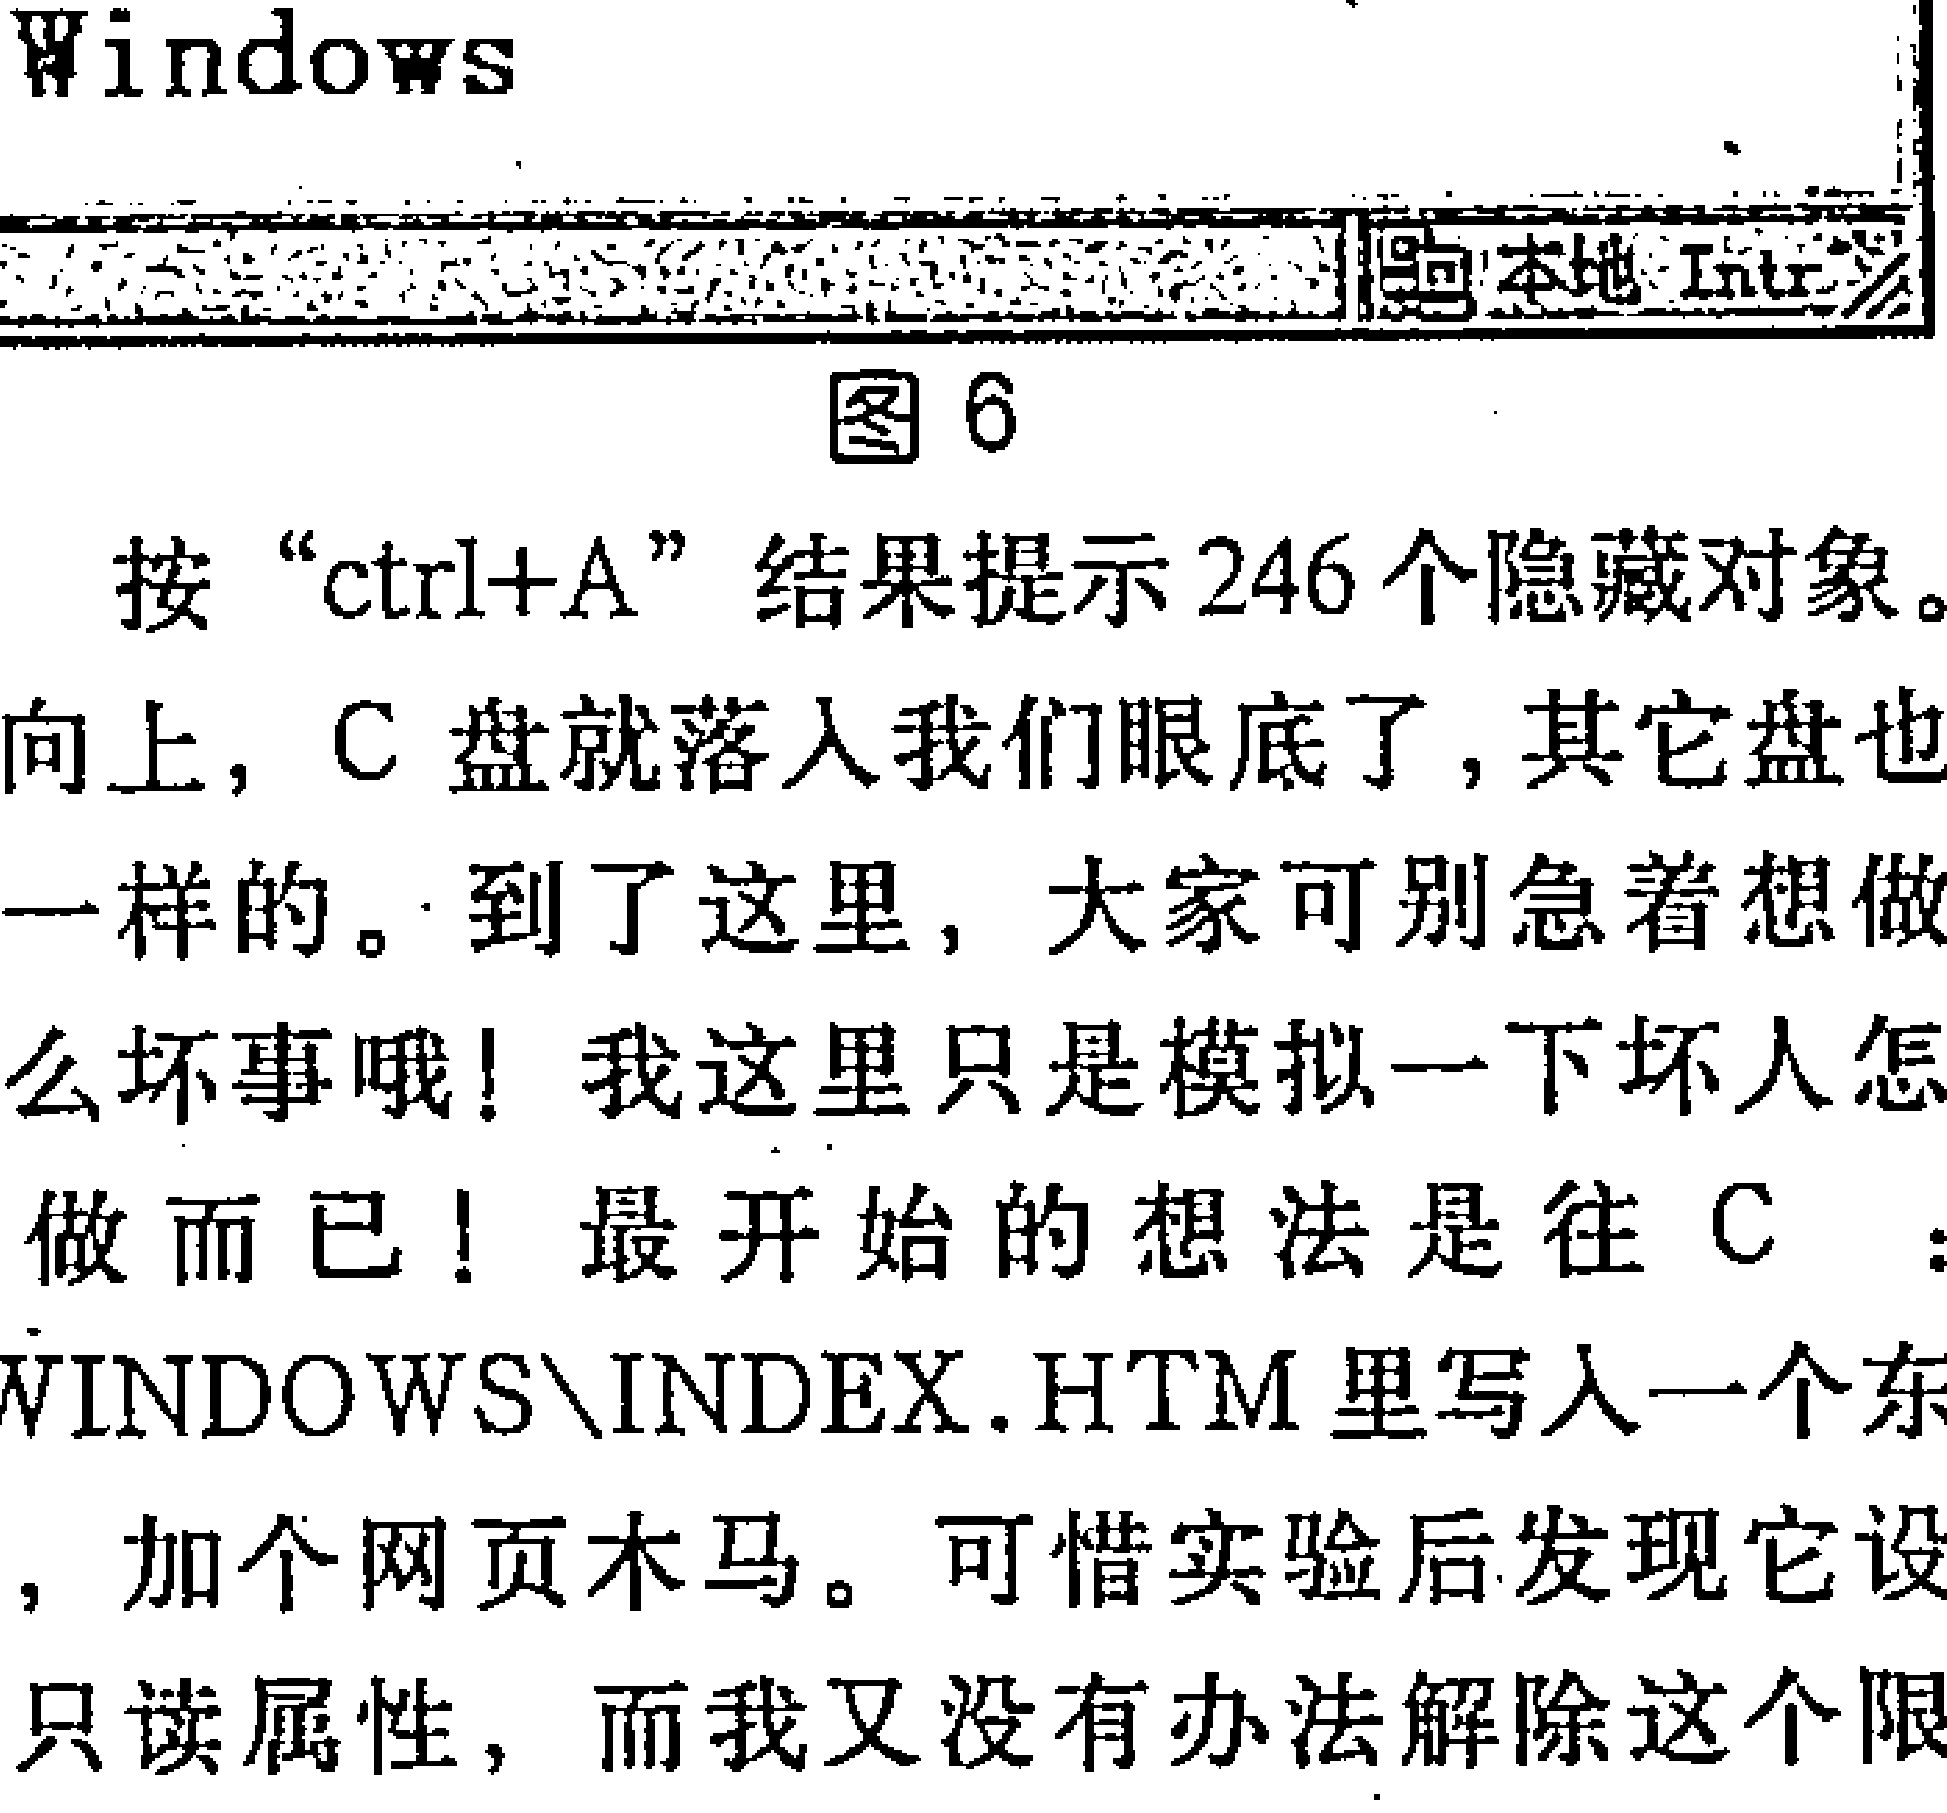 Windows
本地 Intr
图 6
按“ctrl+A”结果提示 246 个隐藏对象。
向上，C 盘就落入我们眼底了，其它盘也
一样的。到了这里，大家可别急着想做
么坏事哦！我这里只是模拟一下坏人怎
做而已！最开始的想法是往 C :
WINDOWS\INDEX.HTM 里写入一个东
，加个网页木马。可惜实验后发现它设
只读属性，而我又没有办法解除这个限